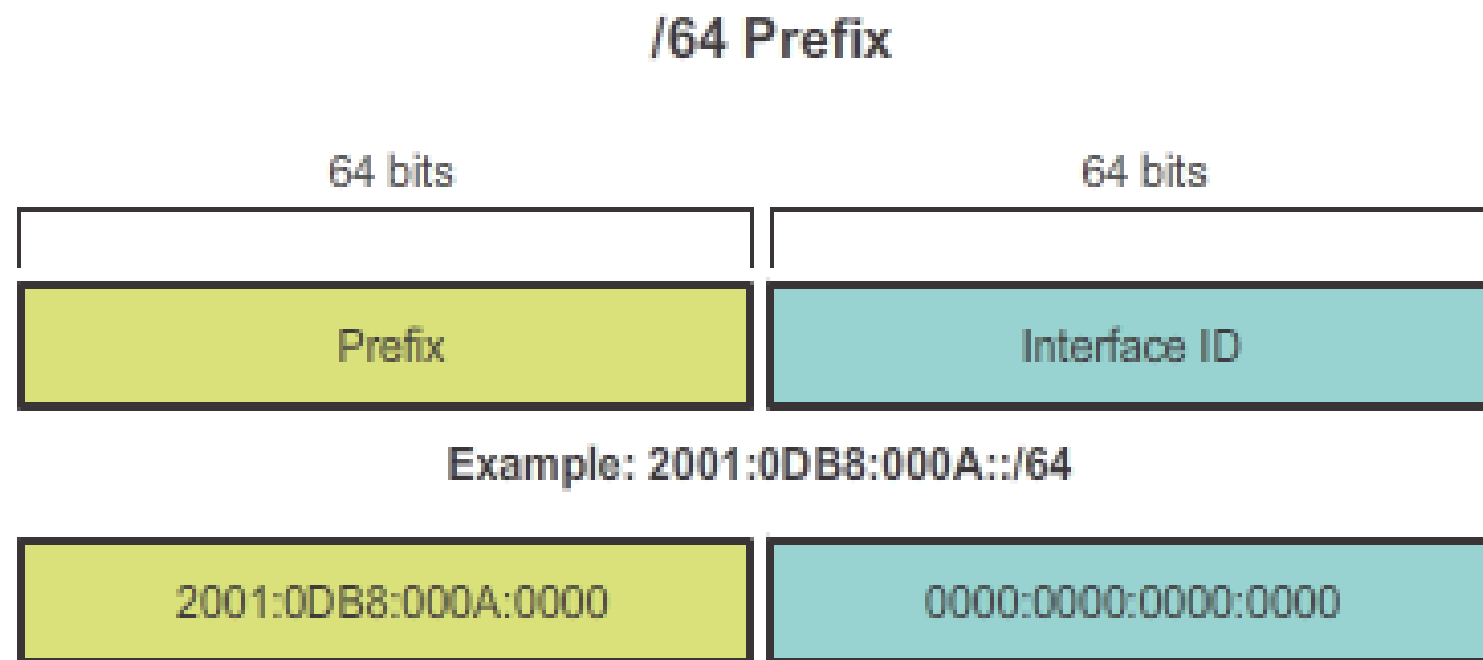 /64 Prefix
64 bits
64 bits
Prefix
Interface ID
Example: 2001:0DB8:000A::/64
2001:0DB8:000A:0000
0000:0000:0000:0000